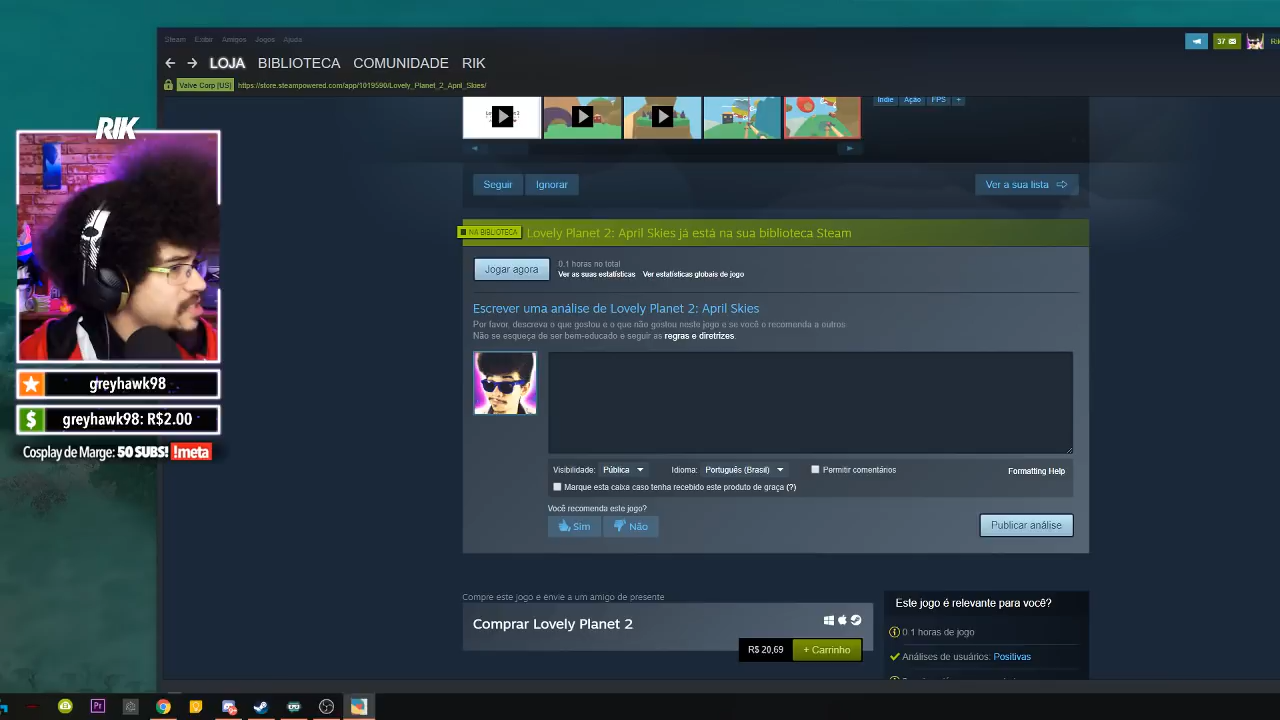 Steam Exibir Amigos Jogos Ajuda
37
LOJA BIBLIOTECA COMUNIDADE RIK
Valve Corp [US] https://store.steampowered.com/app/1019590/Lovely_Planet_2_April_Skies/
Indie Ação FPS +
RIK
Seguir Ignorar Ver a sua lista
NA BIBLIOTECA Lovely Planet 2: April Skies já está na sua biblioteca Steam
Jogar agora 0.1 horas no total
Ver as suas estatísticas Ver estatísticas globais de jogo
Escrever uma análise de Lovely Planet 2: April Skies
Por favor, descreva o que gostou e o que não gostou neste jogo e se você o recomenda a outros.
Não se esqueça de ser bem-educado e seguir as regras e diretrizes.
greyhawk98
greyhawk98: R$2.00
Cosplay de Marge: 50 SUBS! !meta
Visibilidade: Pública Idioma: Português (Brasil) Permitir comentários Formatting Help
Marque esta caixa caso tenha recebido este produto de graça (?)
Você recomenda este jogo?
Sim Não Publicar análise
Compre este jogo e envie a um amigo de presente
Comprar Lovely Planet 2
R$ 20,69 + Carrinho
Este jogo é relevante para você?
0.1 horas de jogo
Análises de usuários: Positivas
Pr